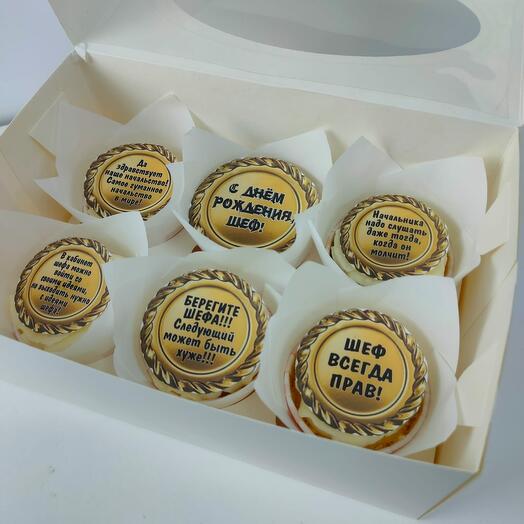 Да
здравствует
наше начальство!
Самое гуманное
начальство
в мире!
С ДНЁМ
РОЖДЕНИЯ,
ШЕФ!
Начальника
надо слушать
даже тогда,
когда он
молчит!
В кабинет
шефа можно
войти со
своими идеями,
но выходить нужно
с идеями
шефа!
БЕРЕГИТЕ
ШЕФА!!!
Следующий
может быть
хуже!!!
ШЕФ
ВСЕГДА
ПРАВ!